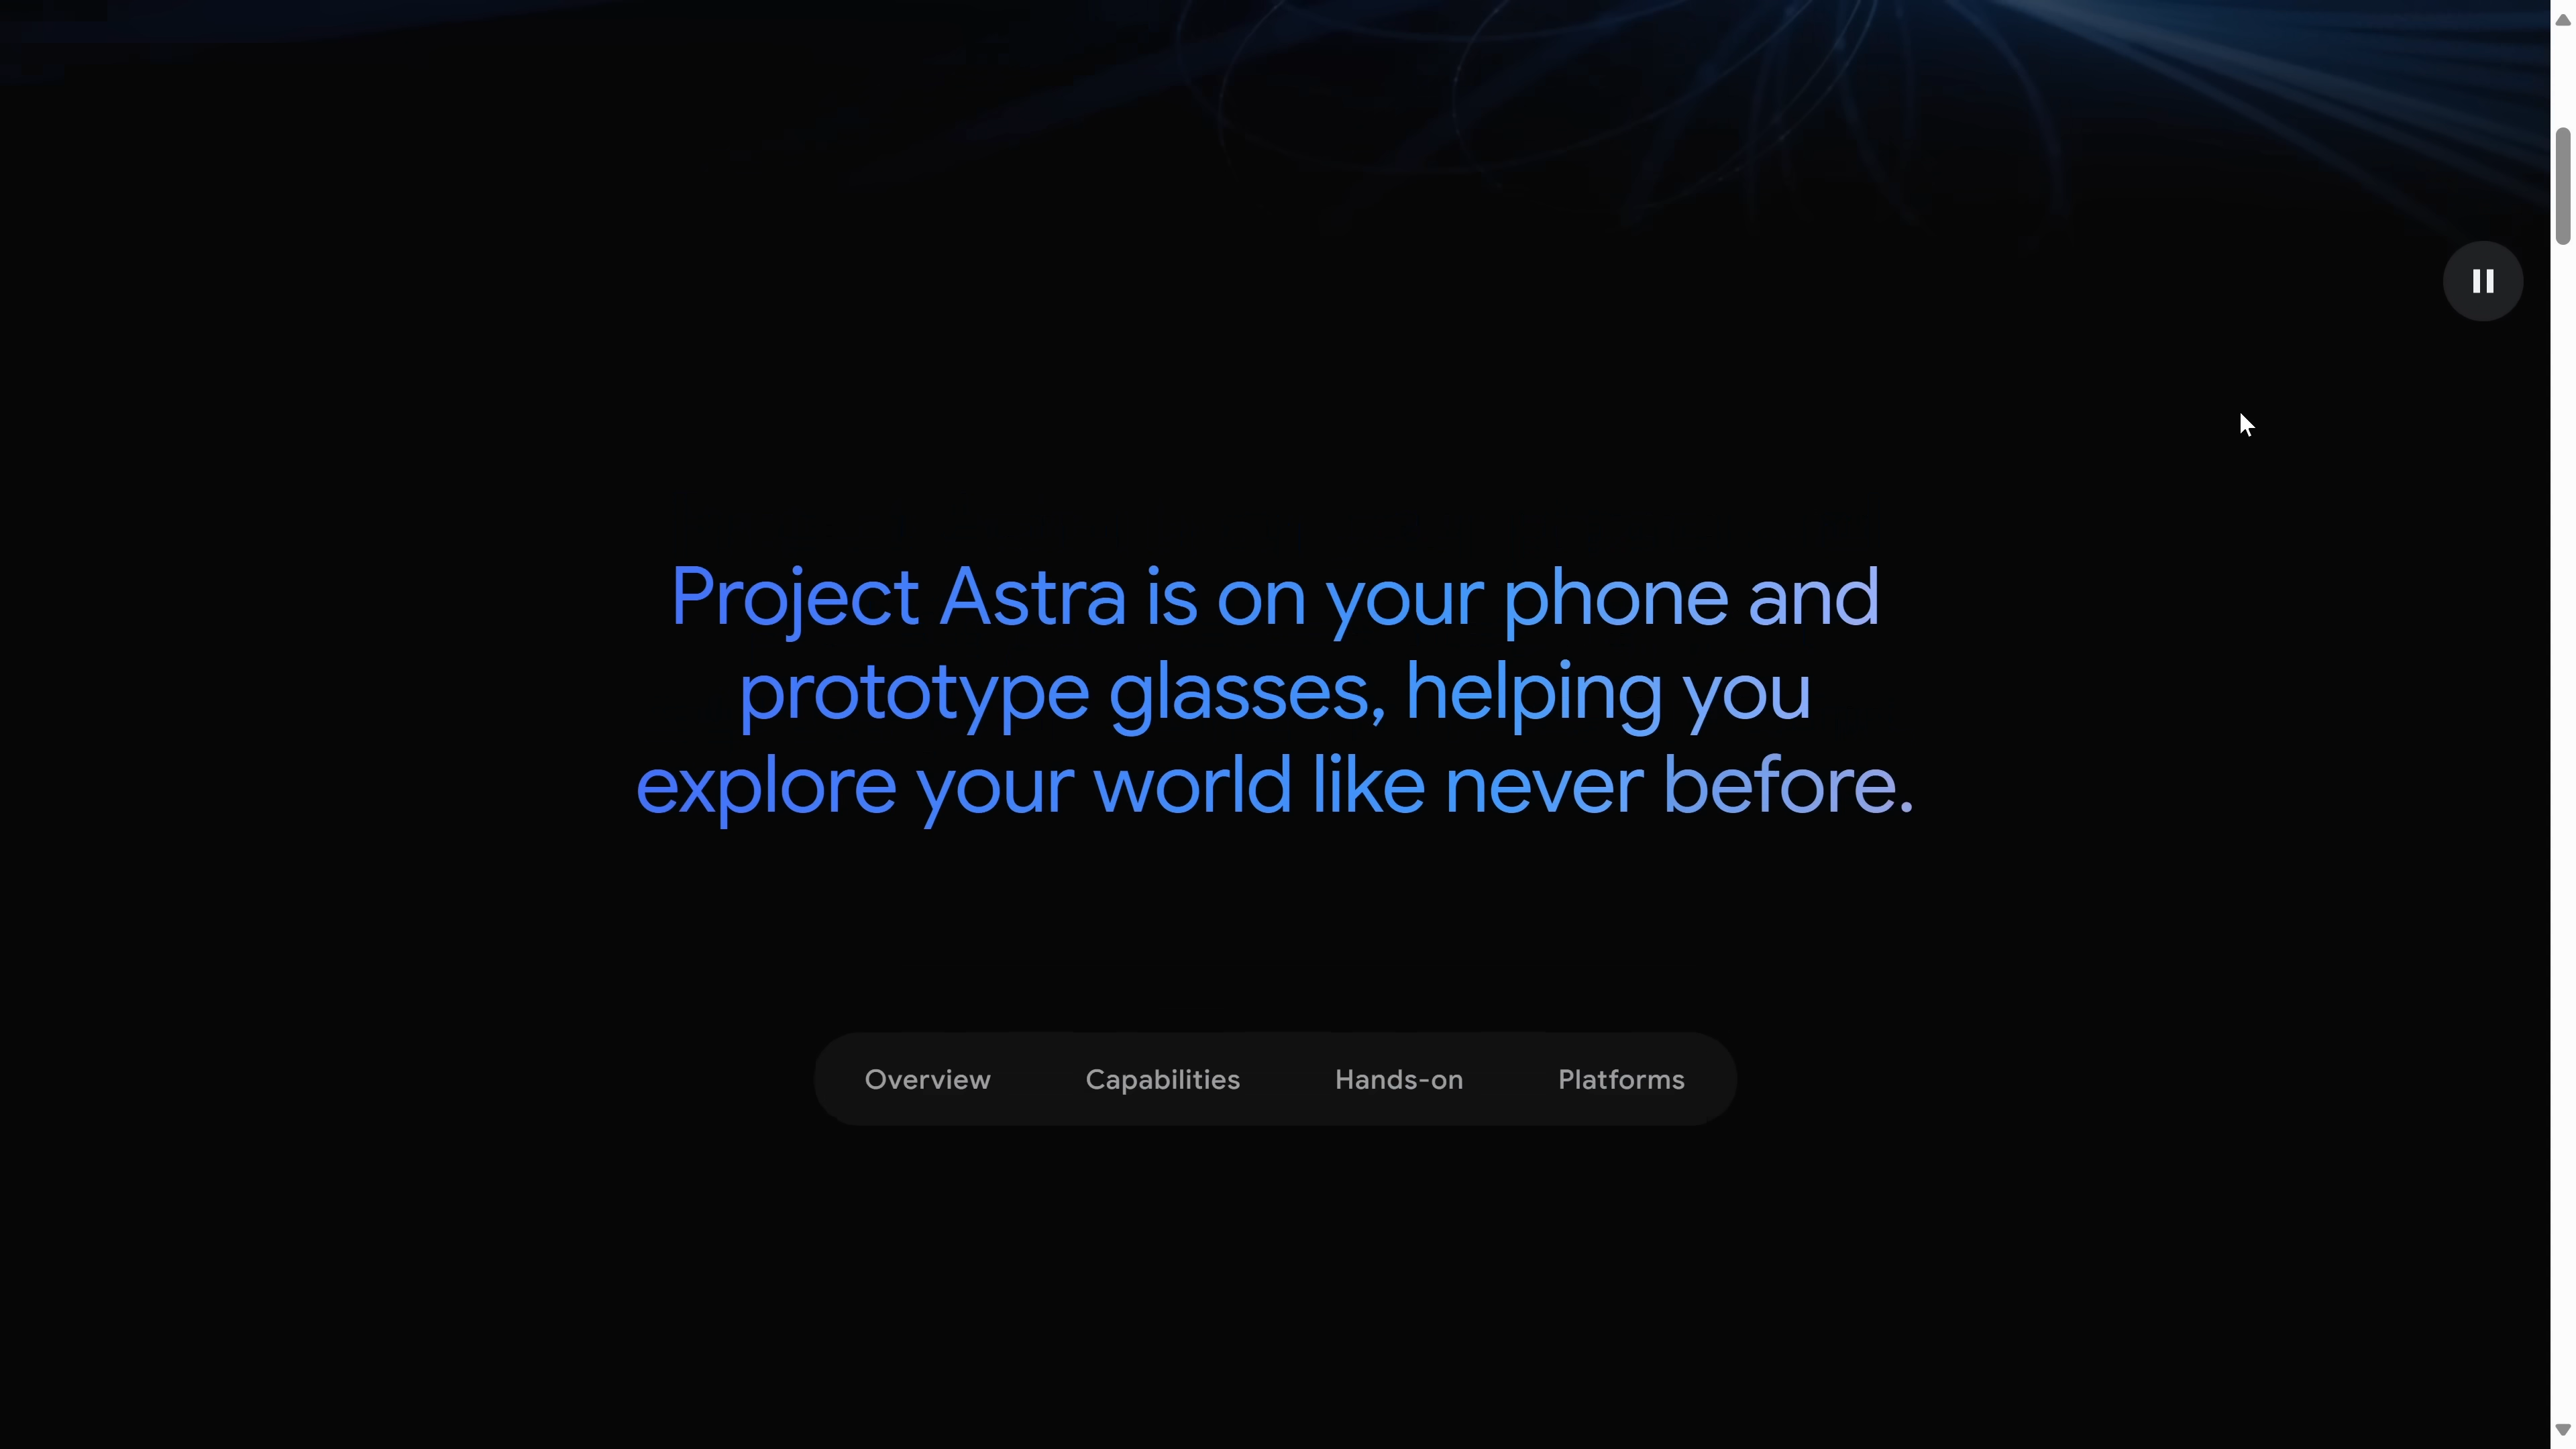 Project Astra is on your phone and
prototype glasses, helping you
explore your world like never before.
Overview Capabilities Hands-on Platforms